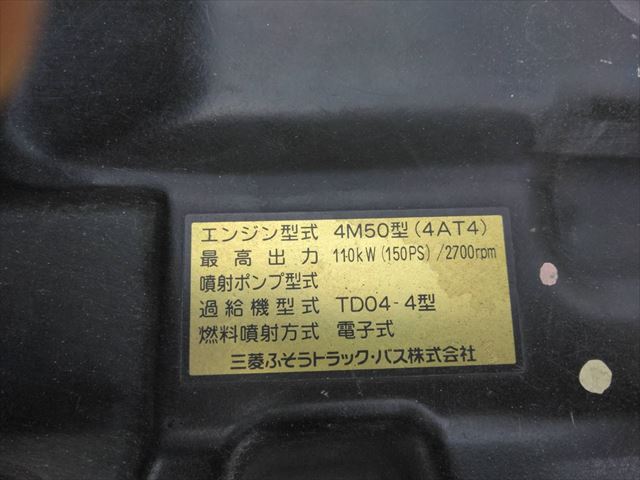 エンジン型式 4M50型(4AT4)
最高出力 110kW(150PS)/2700rpm
噴射ポンプ型式
過給機型式 TD04-4型
燃料噴射方式 電子式
三菱ふそうトラック・バス株式会社